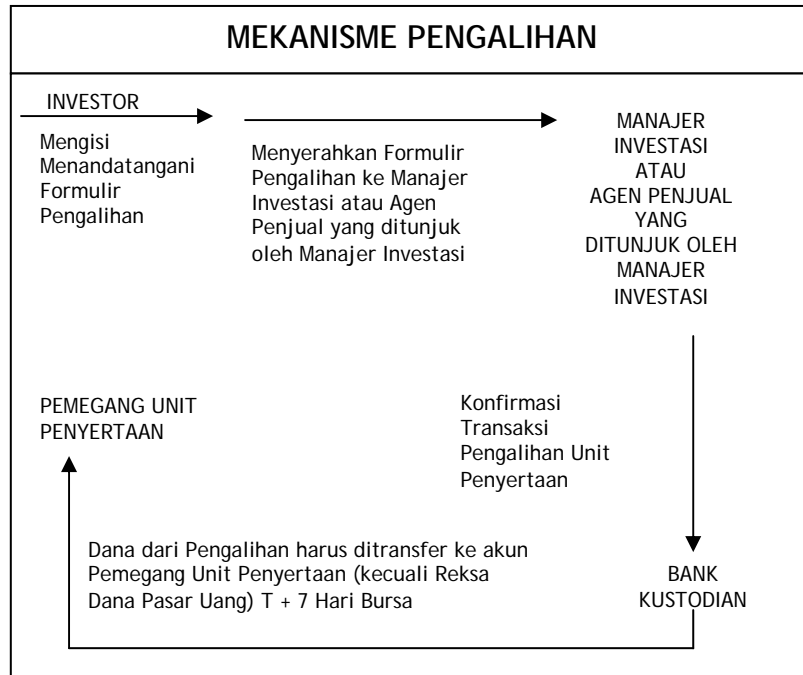 MEKANISME PENGALIHAN
INVESTOR
Mengisi
Menandatangani
Formulir
Pengalihan
Menyerahkan Formulir
Pengalihan ke Manajer
Investasi atau Agen
Penjual yang ditunjuk
oleh Manajer Investasi
MANAJER
INVESTASI
ATAU
AGEN PENJUAL
YANG
DITUNJUK OLEH
MANAJER
INVESTASI
PEMEGANG UNIT
PENYERTAAN
Konfirmasi
Transaksi
Pengalihan Unit
Penyertaan
Dana dari Pengalihan harus ditransfer ke akun
Pemegang Unit Penyertaan (kecuali Reksa
Dana Pasar Uang) T + 7 Hari Bursa
BANK
KUSTODIAN